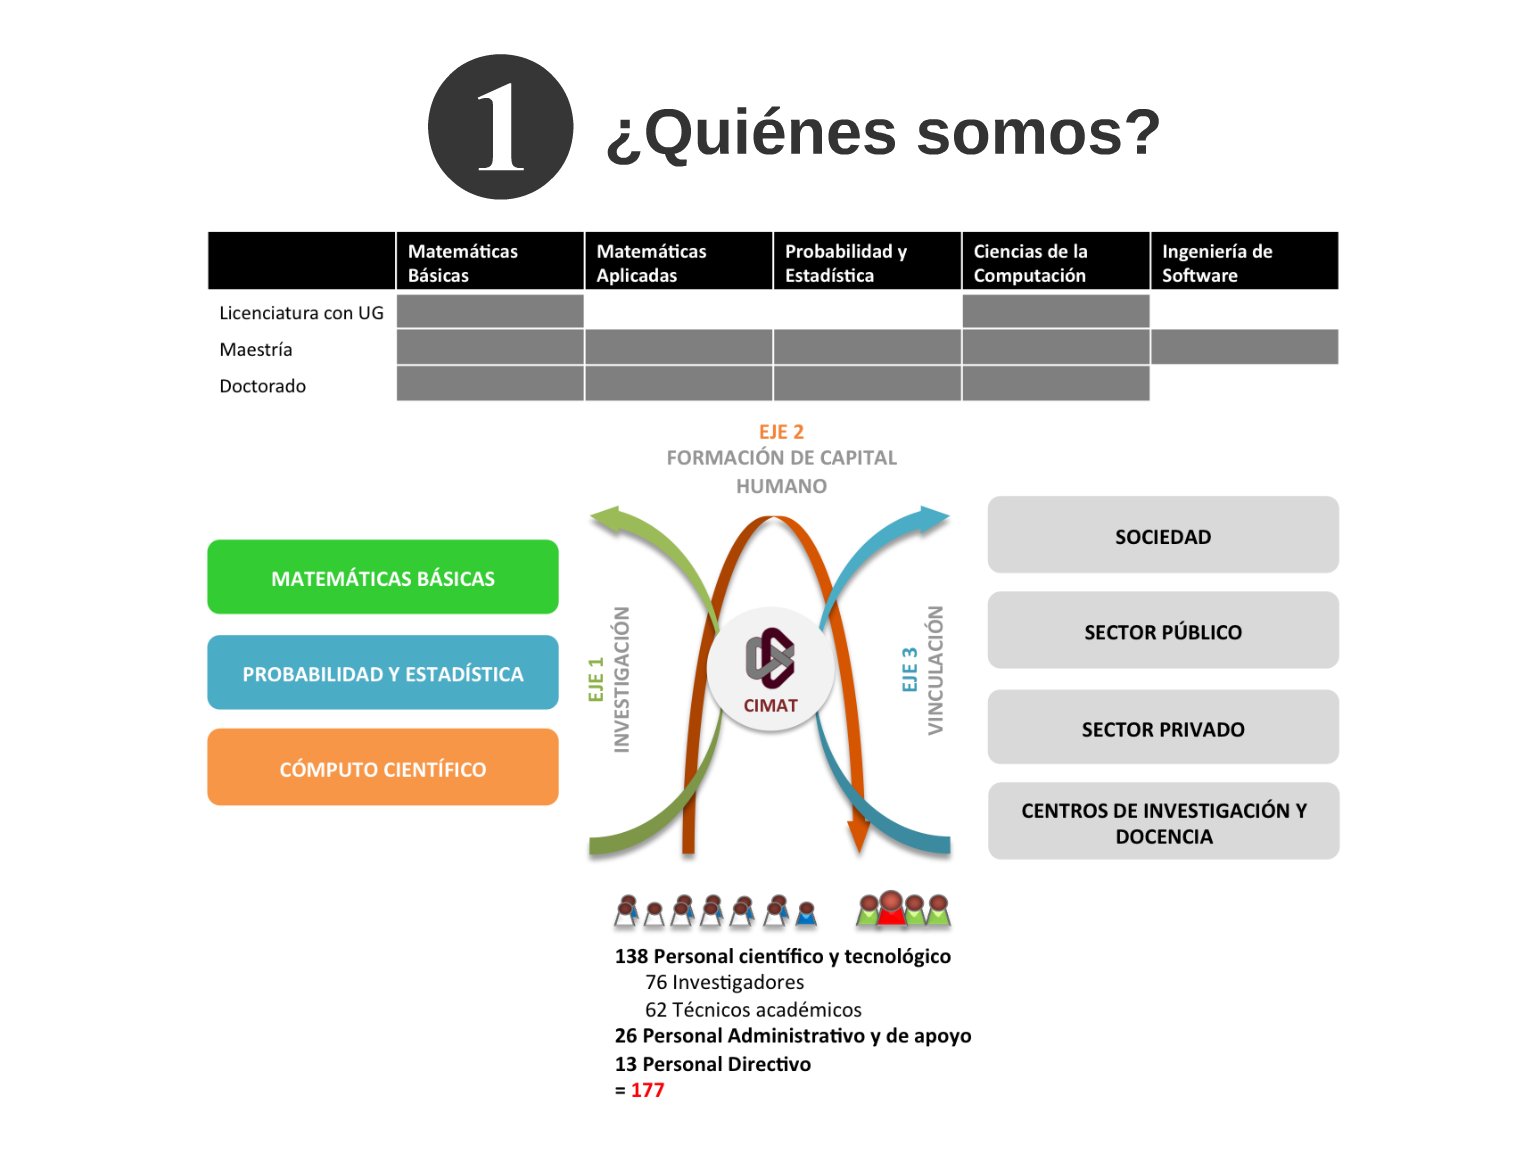 1 ¿Quiénes somos?
Matemáticas Básicas
Matemáticas Aplicadas
Probabilidad y Estadística
Ciencias de la Computación
Ingeniería de Software
Licenciatura con UG
Maestría
Doctorado
EJE 2
FORMACIÓN DE CAPITAL
HUMANO
MATEMÁTICAS BÁSICAS
PROBABILIDAD Y ESTADÍSTICA
CÓMPUTO CIENTÍFICO
EJE 1
INVESTIGACIÓN
CIMAT
EJE 3
VINCULACIÓN
SOCIEDAD
SECTOR PÚBLICO
SECTOR PRIVADO
CENTROS DE INVESTIGACIÓN Y
DOCENCIA
138 Personal científico y tecnológico
76 Investigadores
62 Técnicos académicos
26 Personal Administrativo y de apoyo
13 Personal Directivo
= 177